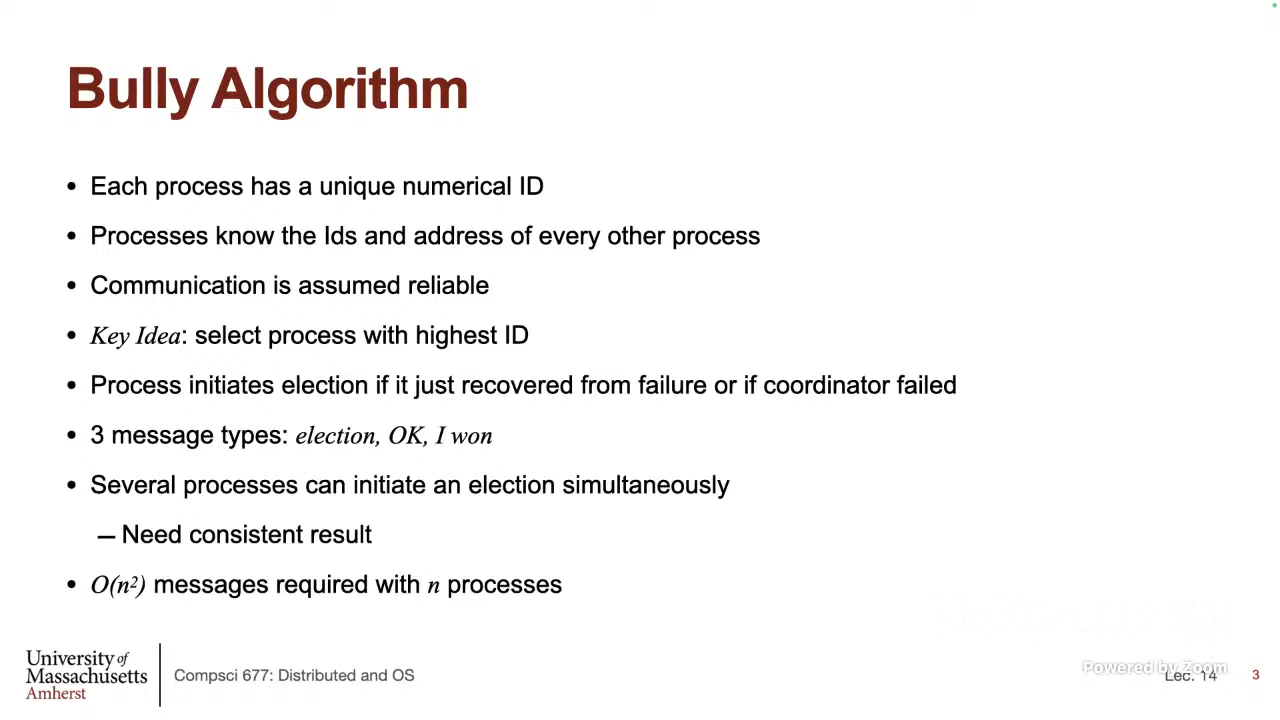 Bully Algorithm
• Each process has a unique numerical ID
• Processes know the Ids and address of every other process
• Communication is assumed reliable
• Key Idea: select process with highest ID
• Process initiates election if it just recovered from failure or if coordinator failed
• 3 message types: election, OK, I won
• Several processes can initiate an election simultaneously
– Need consistent result
• O(n²) messages required with n processes
University of
Massachusetts
Amherst
Compsci 677: Distributed and OS
Powered by Zoom
Lec. 14
3